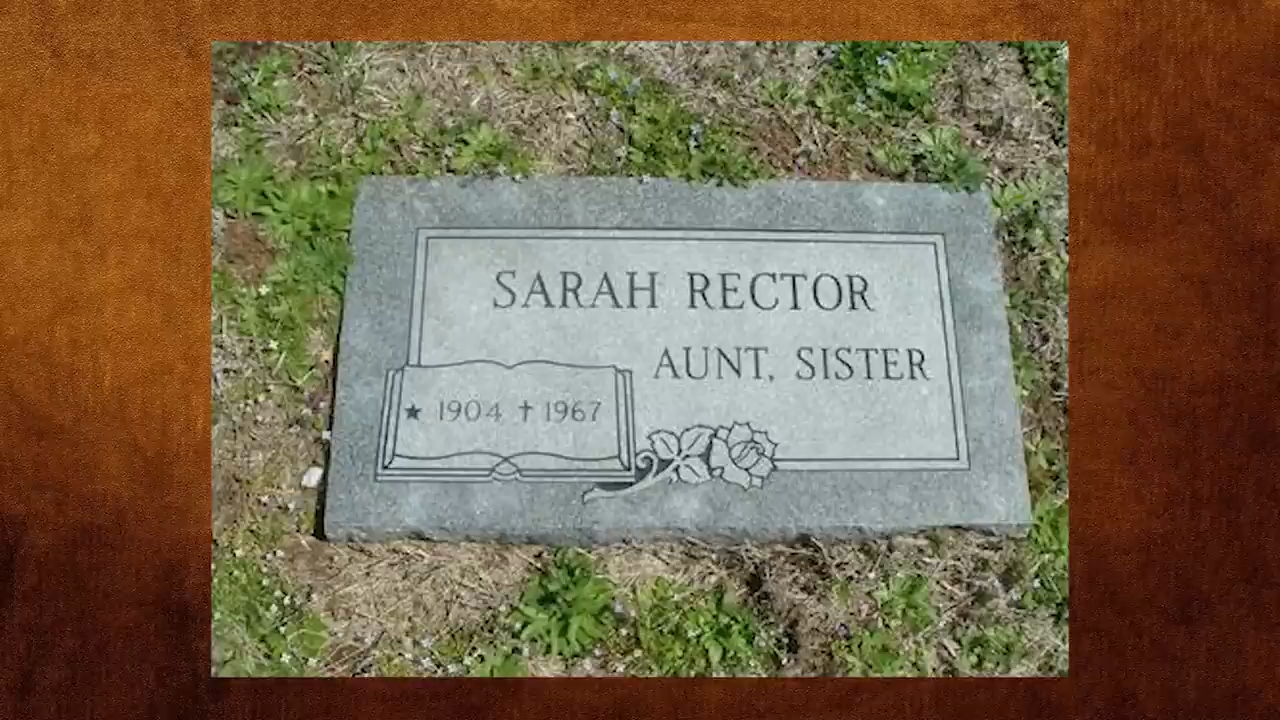 SARAH RECTOR
AUNT, SISTER
★ 1904 ✝ 1967